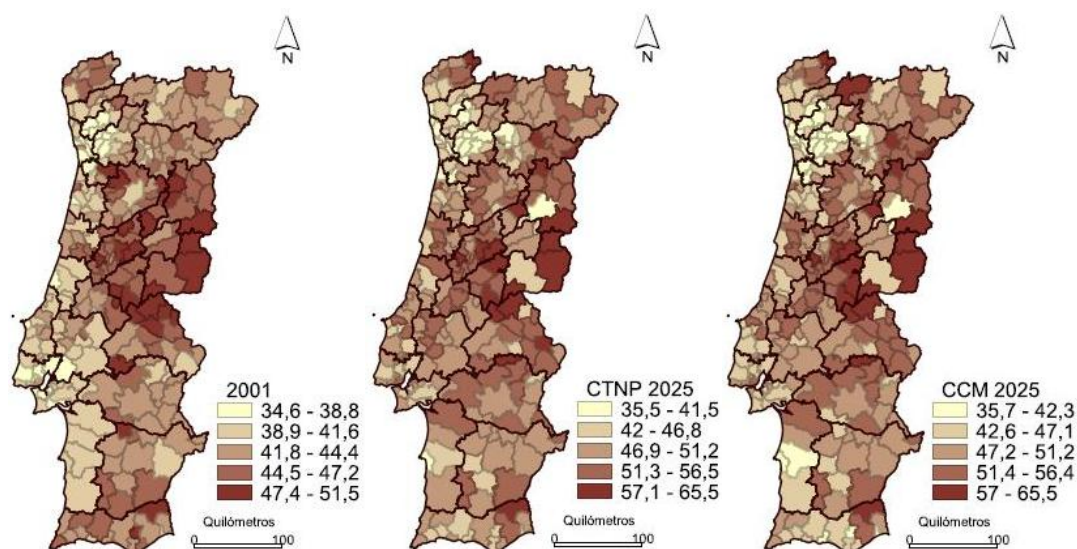 N
N
N
2001
34,6 - 38,8
38,9 - 41,6
41,8 - 44,4
44,5 - 47,2
47,4 - 51,5
Quilómetros
0 100
CTNP 2025
35,5 - 41,5
42 - 46,8
46,9 - 51,2
51,3 - 56,5
57,1 - 65,5
Quilómetros
0 100
CCM 2025
35,7 - 42,3
42,6 - 47,1
47,2 - 51,2
51,4 - 56,4
57 - 65,5
Quilómetros
0 100